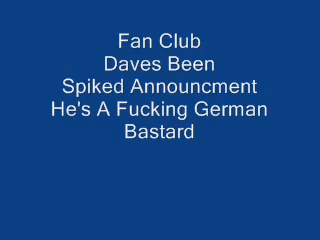 Fan Club
Daves Been
Spiked Announcment
He's A Fucking German
Bastard